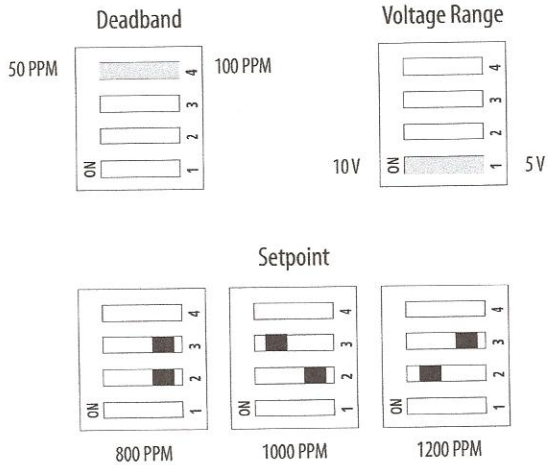 Deadband
50 PPM
4
3
2
ON 1
100 PPM
Voltage Range
4
3
2
10 V
ON 1
5 V
Setpoint
4
3
2
ON 1
800 PPM
4
3
2
ON 1
1000 PPM
4
3
2
ON 1
1200 PPM